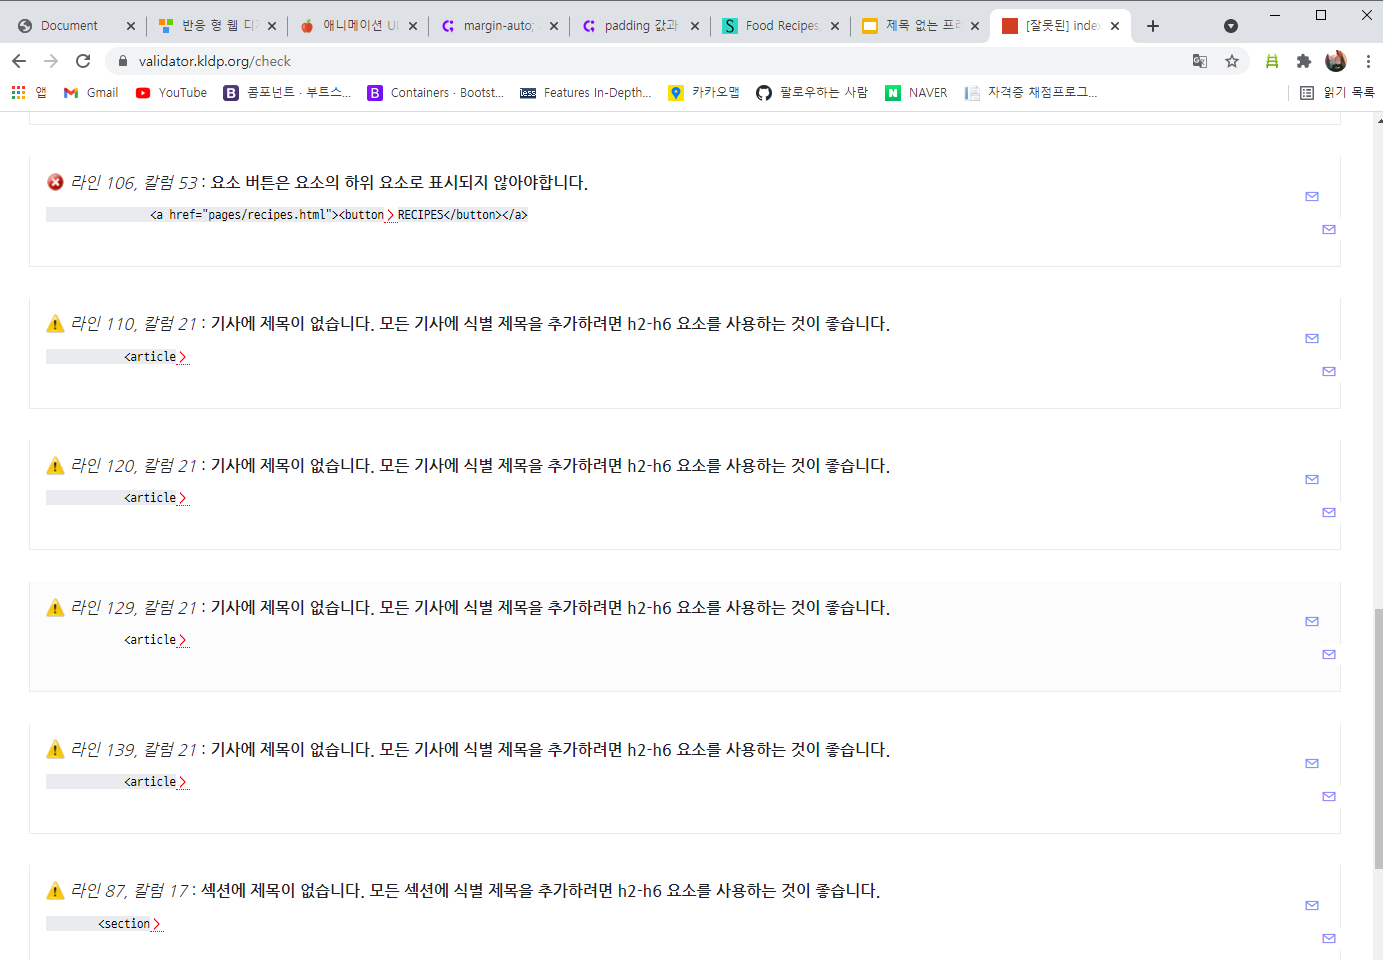 Document
반응 형 웹 디
애니메이션 U
margin-auto;
padding 값과
Food Recipes
제목 없는 프
[잘못된] index
validator.kldp.org/check
앱
Gmail
YouTube
콤포넌트 · 부트스...
Containers · Bootst...
Features In-Depth...
카카오맵
팔로우하는 사람
NAVER
자격증 채점프로그...
읽기 목록
라인 106, 칼럼 53 : 요소 버튼은 요소의 하위 요소로 표시되지 않아야합니다.
<a href="pages/recipes.html"><button>RECIPES</button></a>
라인 110, 칼럼 21 : 기사에 제목이 없습니다. 모든 기사에 식별 제목을 추가하려면 h2-h6 요소를 사용하는 것이 좋습니다.
<article>
라인 120, 칼럼 21 : 기사에 제목이 없습니다. 모든 기사에 식별 제목을 추가하려면 h2-h6 요소를 사용하는 것이 좋습니다.
<article>
라인 129, 칼럼 21 : 기사에 제목이 없습니다. 모든 기사에 식별 제목을 추가하려면 h2-h6 요소를 사용하는 것이 좋습니다.
<article>
라인 139, 칼럼 21 : 기사에 제목이 없습니다. 모든 기사에 식별 제목을 추가하려면 h2-h6 요소를 사용하는 것이 좋습니다.
<article>
라인 87, 칼럼 17 : 섹션에 제목이 없습니다. 모든 섹션에 식별 제목을 추가하려면 h2-h6 요소를 사용하는 것이 좋습니다.
<section>